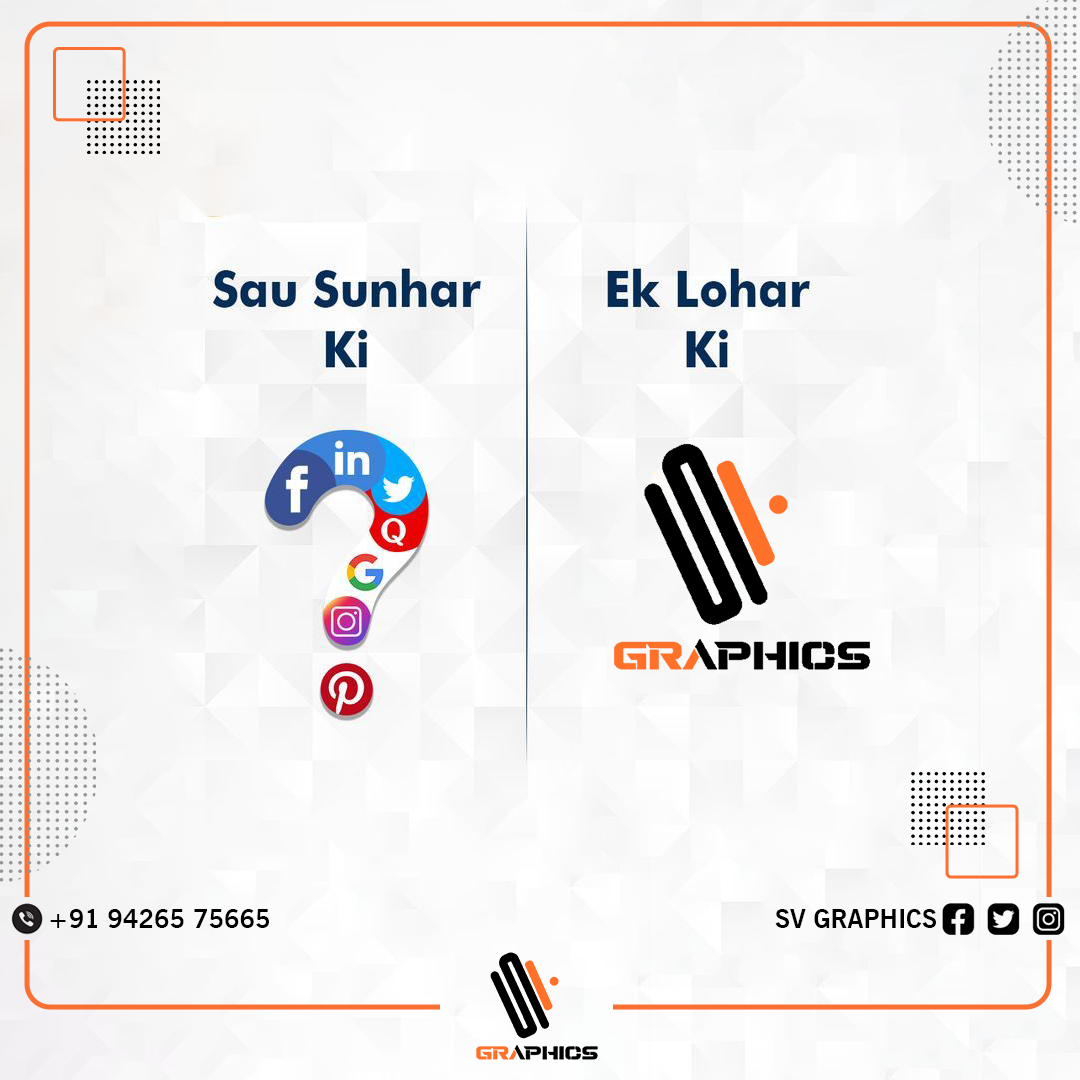 Sau Sunhar
Ki
Ek Lohar
Ki
f
in
Q
G
GRAPHICS
+91 94265 75665
SV GRAPHICS
GRAPHICS